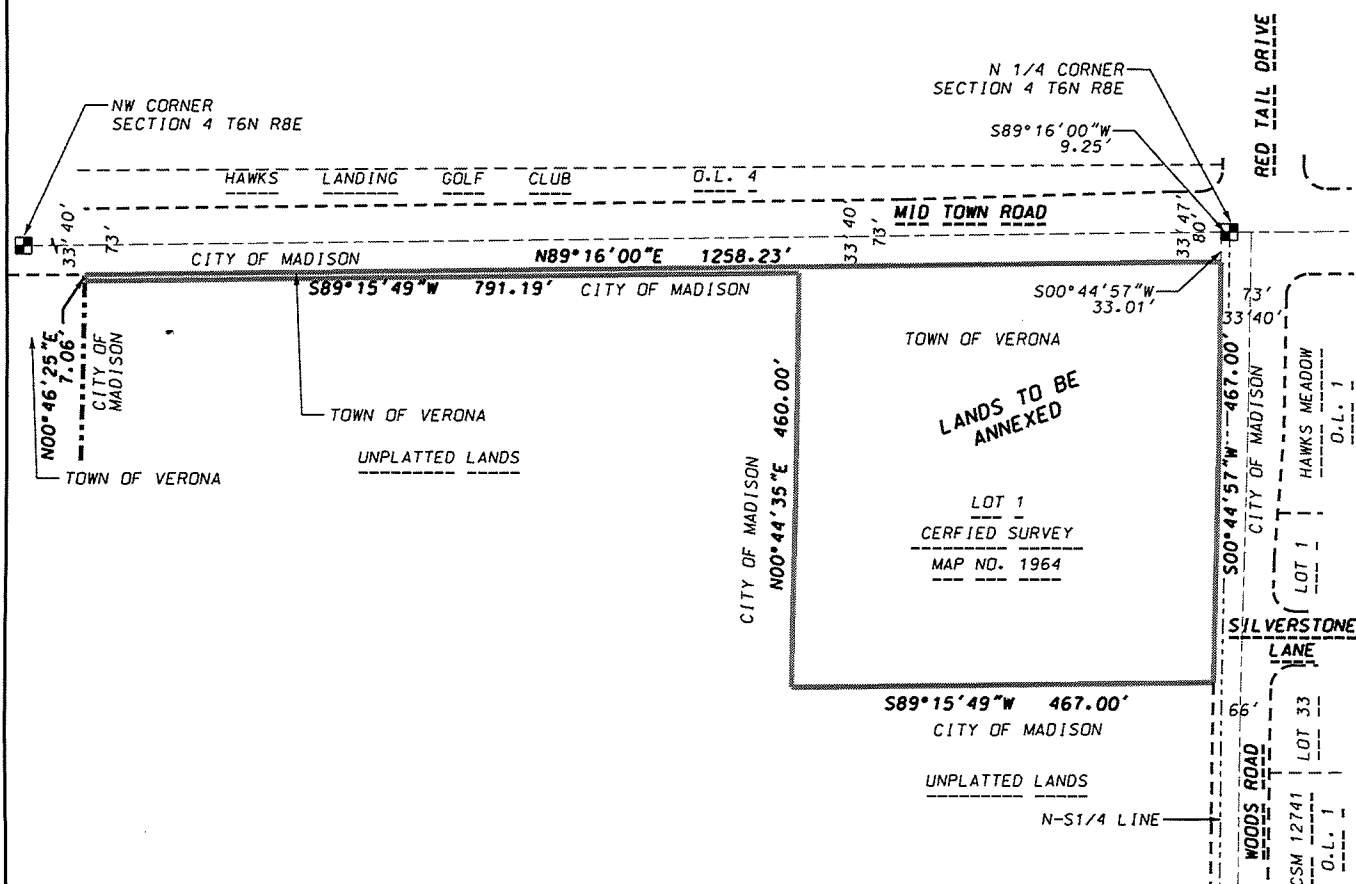 RED TAIL DRIVE
N 1/4 CORNER
SECTION 4 T6N R8E
NW CORNER
SECTION 4 T6N R8E
S89°16'00"W
9.25'
HAWKS LANDING GOLF CLUB O.L. 4
MID TOWN ROAD
33' 40'
73'
33' 40'
73'
33' 47'
80'
CITY OF MADISON
N89°16'00"E 1258.23'
S89°15'49"W 791.19' CITY OF MADISON
S00°44'57"W
33.01'
73'
33' 40'
N00°46'25"E
7.06'
CITY OF
MADISON
TOWN OF VERONA
TOWN OF VERONA
UNPLATTED LANDS
TOWN OF VERONA
LANDS TO BE
ANNEXED
LOT 1
CERFIED SURVEY
MAP NO. 1964
CITY OF MADISON
N00°44'35"E 460.00'
S00°44'57"W 467.00'
CITY OF MADISON
HAWKS MEADOW
O.L. 1
LOT 1
SILVERSTONE
LANE
S89°15'49"W 467.00'
CITY OF MADISON
UNPLATTED LANDS
N-S1/4 LINE
66'
WOODS ROAD
LOT 33
CSM 12741
O.L. 1